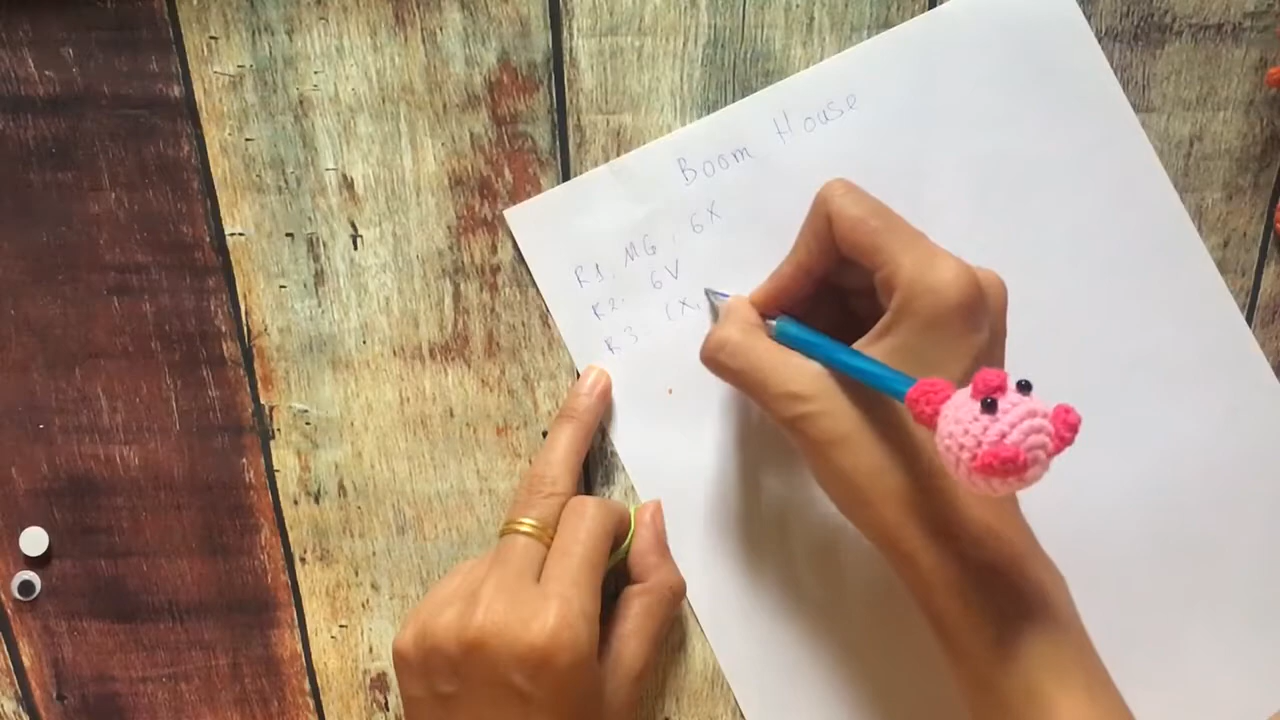 Boom House
R1. MG, 6X
R2. 6V
R3. (X,